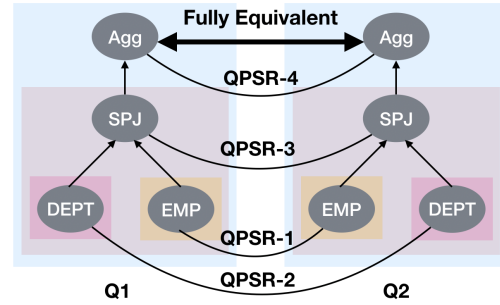 Fully Equivalent
Agg
Agg
QPSR-4
SPJ
SPJ
QPSR-3
DEPT
EMP
EMP
DEPT
QPSR-1
QPSR-2
Q1
Q2